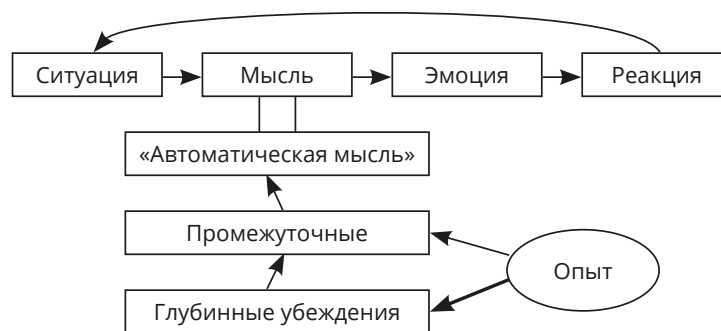 Ситуация
Мысль
Эмоция
Реакция
«Автоматическая мысль»
Промежуточные
Опыт
Глубинные убеждения